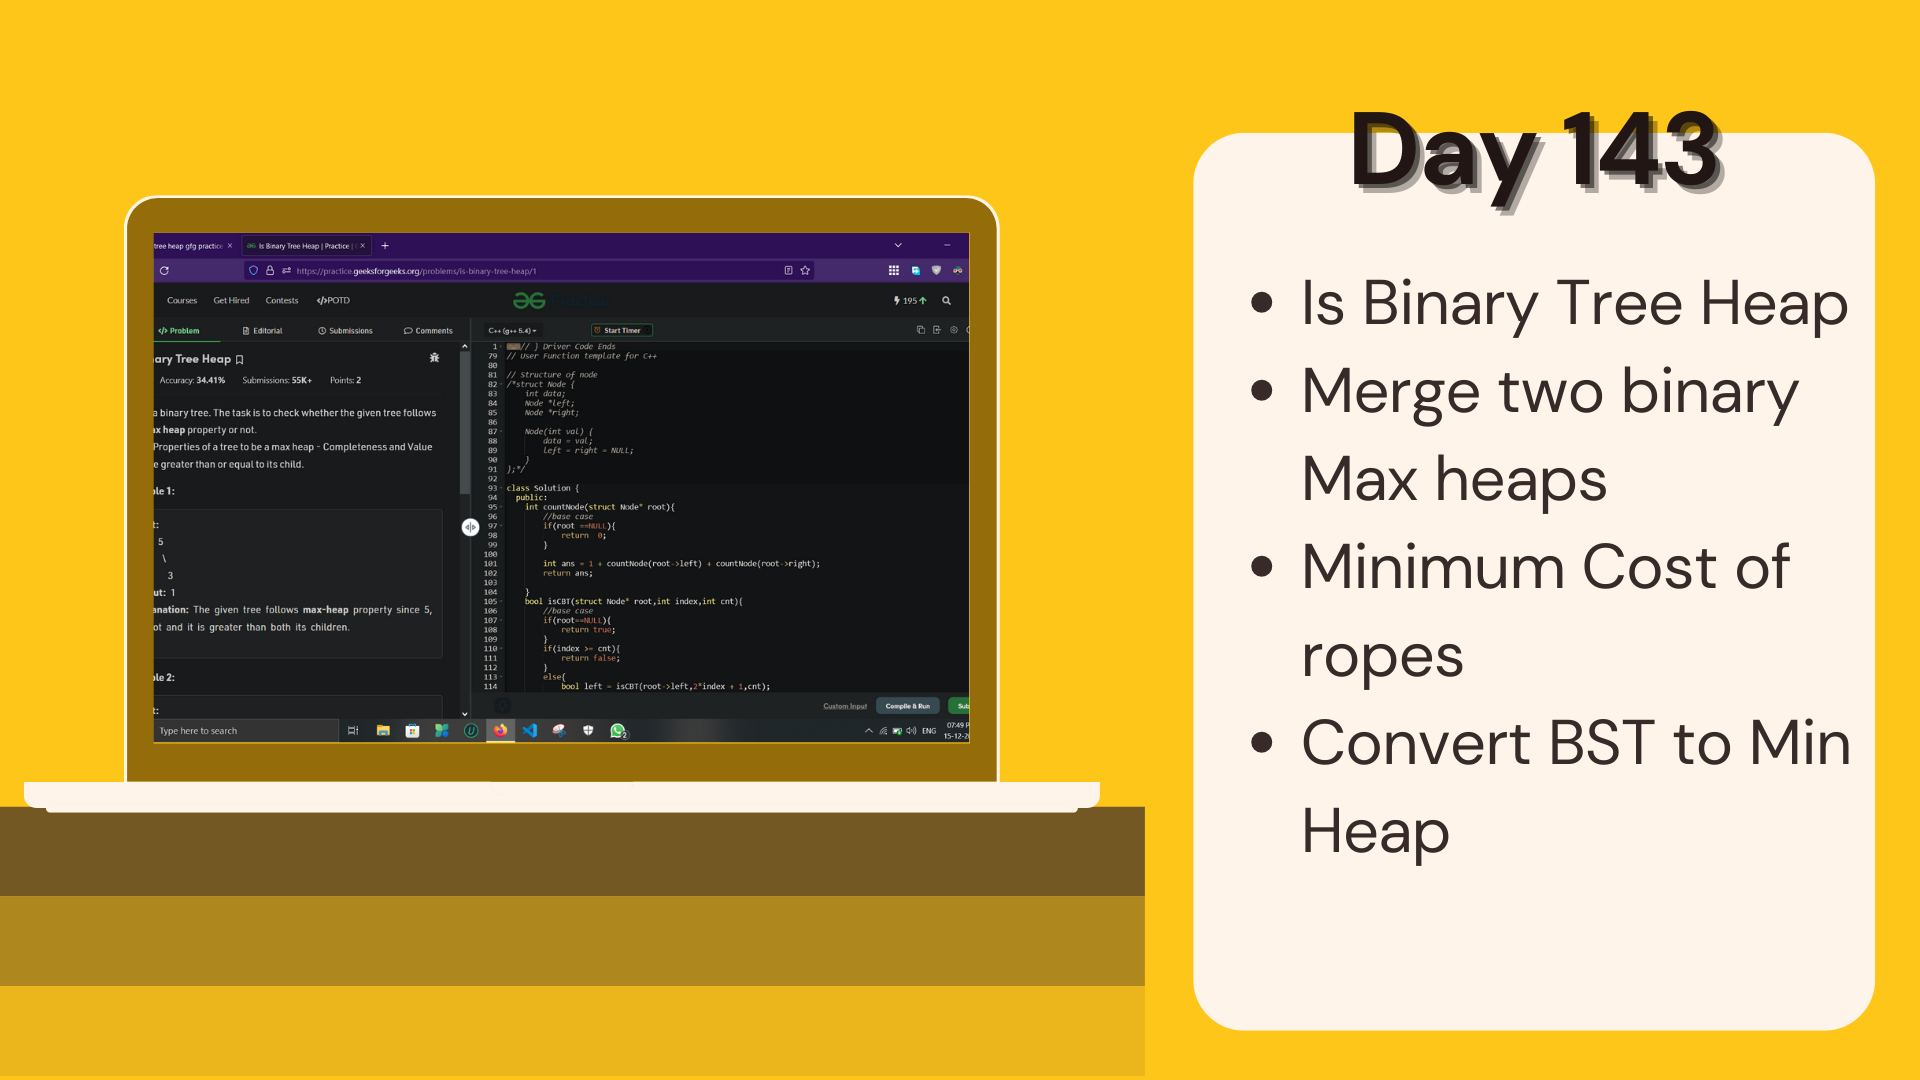 Day 143
Is Binary Tree Heap
Merge two binary
Max heaps
Minimum Cost of
ropes
Convert BST to Min
Heap
tree heap gfg practice
Is Binary Tree Heap | Practice |
https://practice.geeksforgeeks.org/problems/is-binary-tree-heap/1
Courses Get Hired Contests </>POTD
195
</> Problem Editorial Submissions Comments
C++ (g++ 5.4) Start Timer
ary Tree Heap
Accuracy: 34.41% Submissions: 55K+ Points: 2
a binary tree. The task is to check whether the given tree follows
ax heap property or not.
Properties of a tree to be a max heap - Completeness and Value
e greater than or equal to its child.
ple 1:
t:
5
\
3
ut: 1
anation: The given tree follows max-heap property since 5,
ot and it is greater than both its children.
ple 2:
t:
1 // } Driver Code Ends
79 // User Function template for C++
80
81 // Structure of node
82 /*struct Node {
83 int data;
84 Node *left;
85 Node *right;
86
87 Node(int val) {
88 data = val;
89 left = right = NULL;
90 }
91 };*/
92
93 class Solution {
94 public:
95 int countNode(struct Node* root){
96 //base case
97 if(root ==NULL){
98 return 0;
99 }
100
101 int ans = 1 + countNode(root->left) + countNode(root->right);
102 return ans;
103
104 }
105 bool isCBT(struct Node* root,int index,int cnt){
106 //base case
107 if(root==NULL){
108 return true;
109 }
110 if(index >= cnt){
111 return false;
112 }
113 else{
114 bool left = isCBT(root->left,2*index + 1,cnt);
Custom Input Compile & Run Sub
Type here to search
2
ENG
07:49 P
15-12-2